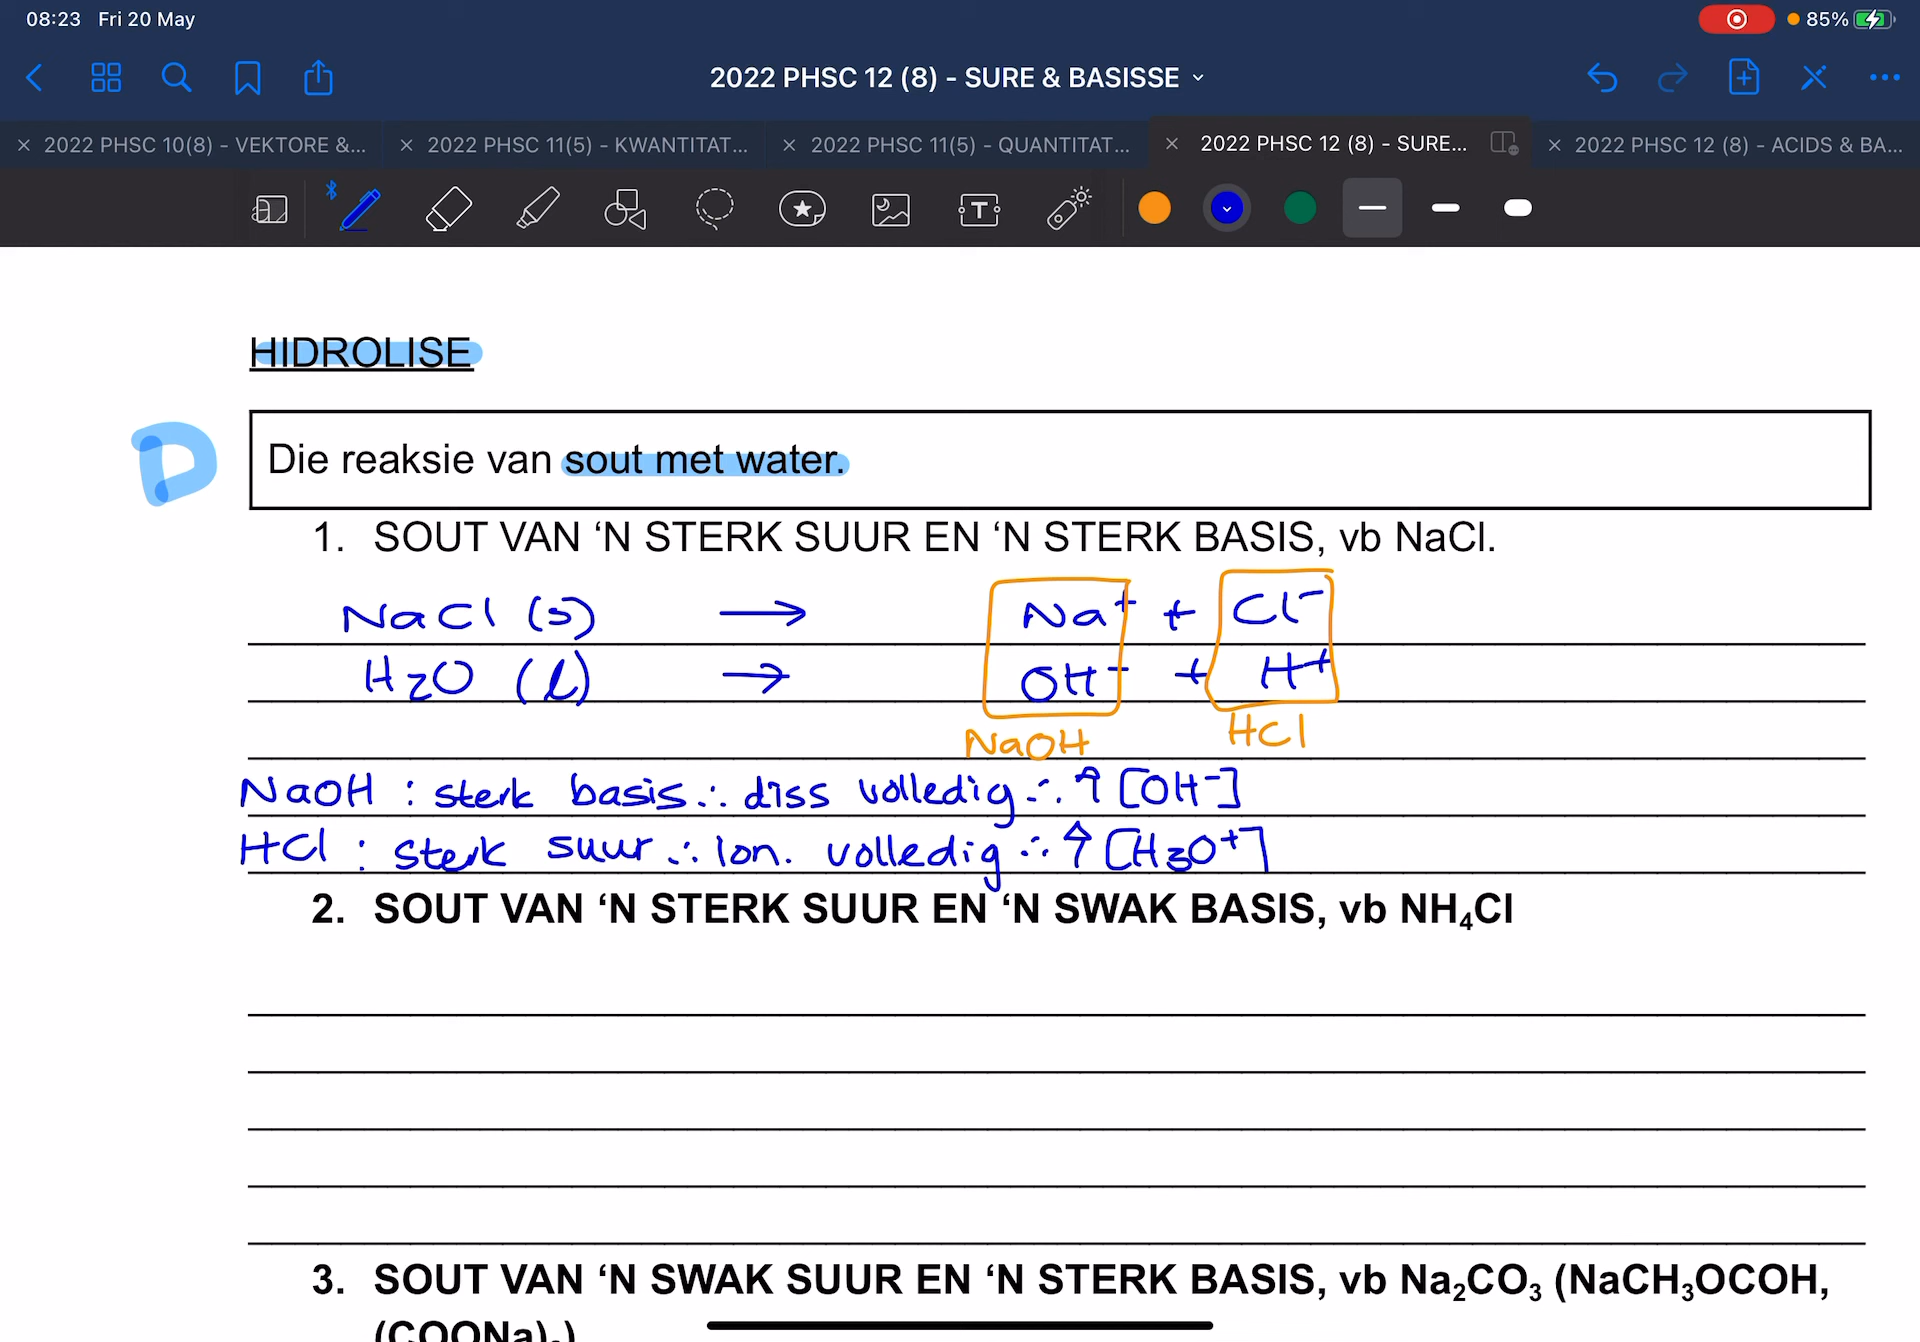 08:23 Fri 20 May
85%
2022 PHSC 12 (8) - SURE & BASISSE
2022 PHSC 10(8) - VEKTORE &...
2022 PHSC 11(5) - KWANTITAT...
2022 PHSC 11(5) - QUANTITAT...
2022 PHSC 12 (8) - SURE...
2022 PHSC 12 (8) - ACIDS & BA...
HIDROLISE
D
Die reaksie van sout met water.
1. SOUT VAN ‘N STERK SUUR EN ‘N STERK BASIS, vb NaCl.
NaCl (s) → Na⁺ + Cl⁻
H₂O (l) → OH⁻ + H⁺
NaOH HCl
NaOH : sterk basis ∴ diss volledig ∴ ↑ [OH⁻]
HCl : sterk suur ∴ ion. volledig ∴ ↑ [H₃O⁺]
2. SOUT VAN ‘N STERK SUUR EN ‘N SWAK BASIS, vb NH₄Cl
3. SOUT VAN ‘N SWAK SUUR EN ‘N STERK BASIS, vb Na₂CO₃ (NaCH₃OCOH,
(COONa)₂)